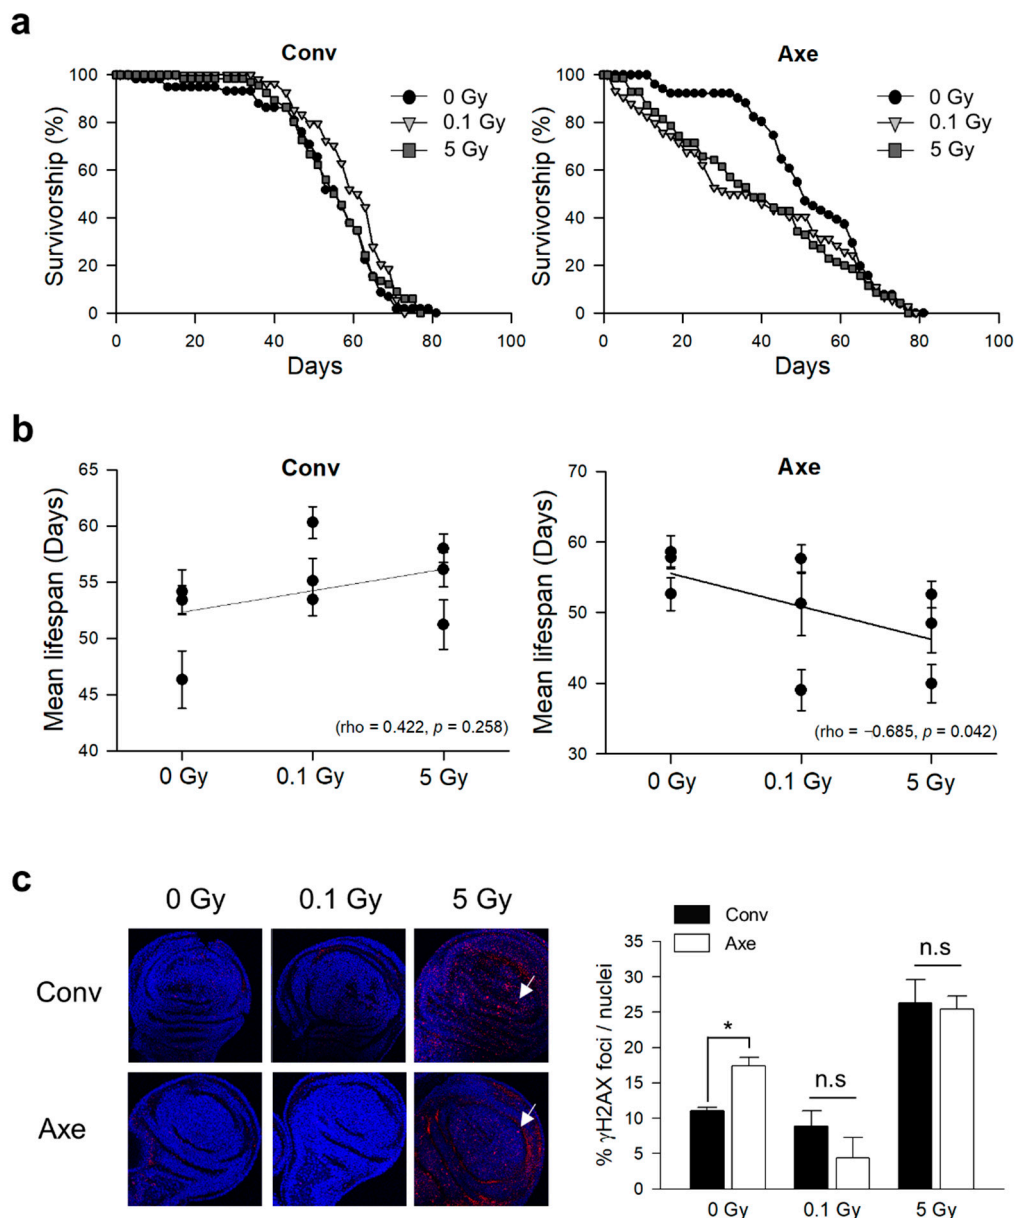 a
Conv
Axe
Survivorship (%)
100
80
60
40
20
0
0 Gy
0.1 Gy
5 Gy
0 20 40 60 80 100
Days
Survivorship (%)
100
80
60
40
20
0
0 Gy
0.1 Gy
5 Gy
0 20 40 60 80 100
Days
b
Conv
Mean lifespan (Days)
65
60
55
50
45
40
(rho = 0.422, p = 0.258)
0 Gy 0.1 Gy 5 Gy
Axe
Mean lifespan (Days)
70
60
50
40
30
(rho = −0.685, p = 0.042)
0 Gy 0.1 Gy 5 Gy
c
0 Gy 0.1 Gy 5 Gy
Conv
Axe
Conv
Axe
% γH2AX foci / nuclei
35
30
25
20
15
10
5
0
*
n.s
n.s
0 Gy 0.1 Gy 5 Gy